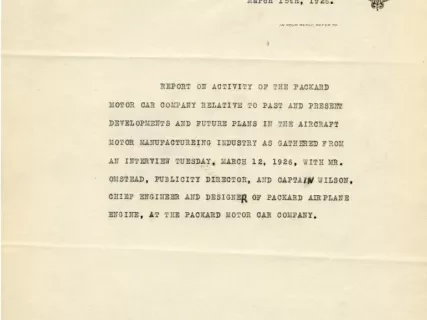 March 15th, 1926.
REPORT ON ACTIVITY OF THE PACKARD
MOTOR CAR COMPANY RELATIVE TO PAST AND PRESENT
DEVELOPMENTS AND FUTURE PLANS IN THE AIRCRAFT
MOTOR MANUFACTUREING INDUSTRY AS GATHERED FROM
AN INTERVIEW TUESDAY, MARCH 12, 1926, WITH MR.
OMSTEAD, PUBLICITY DIRECTOR, AND CAPTAIN WILSON,
CHIEF ENGINEER AND DESIGNER OF PACKARD AIRPLANE
ENGINE, AT THE PACKARD MOTOR CAR COMPANY.